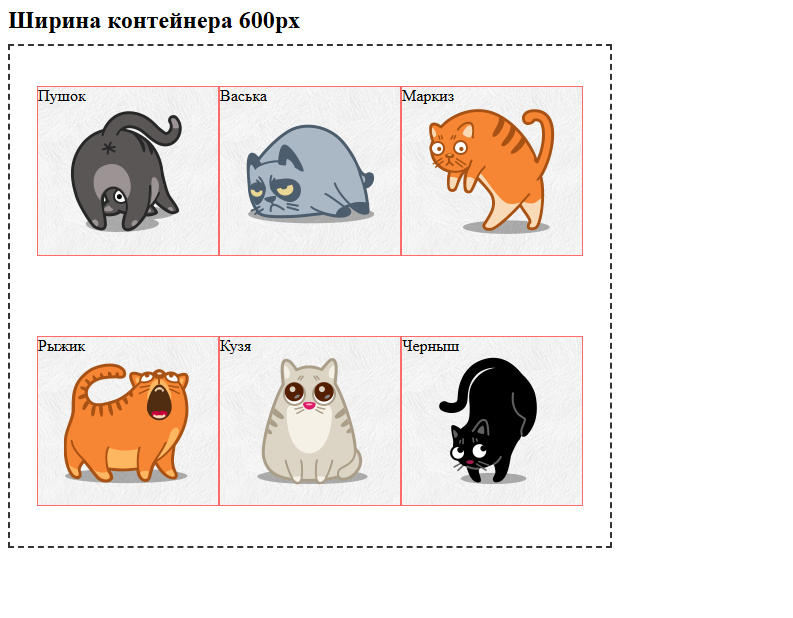 Ширина контейнера 600px
Пушок
Васька
Маркиз
Рыжик
Кузя
Черныш